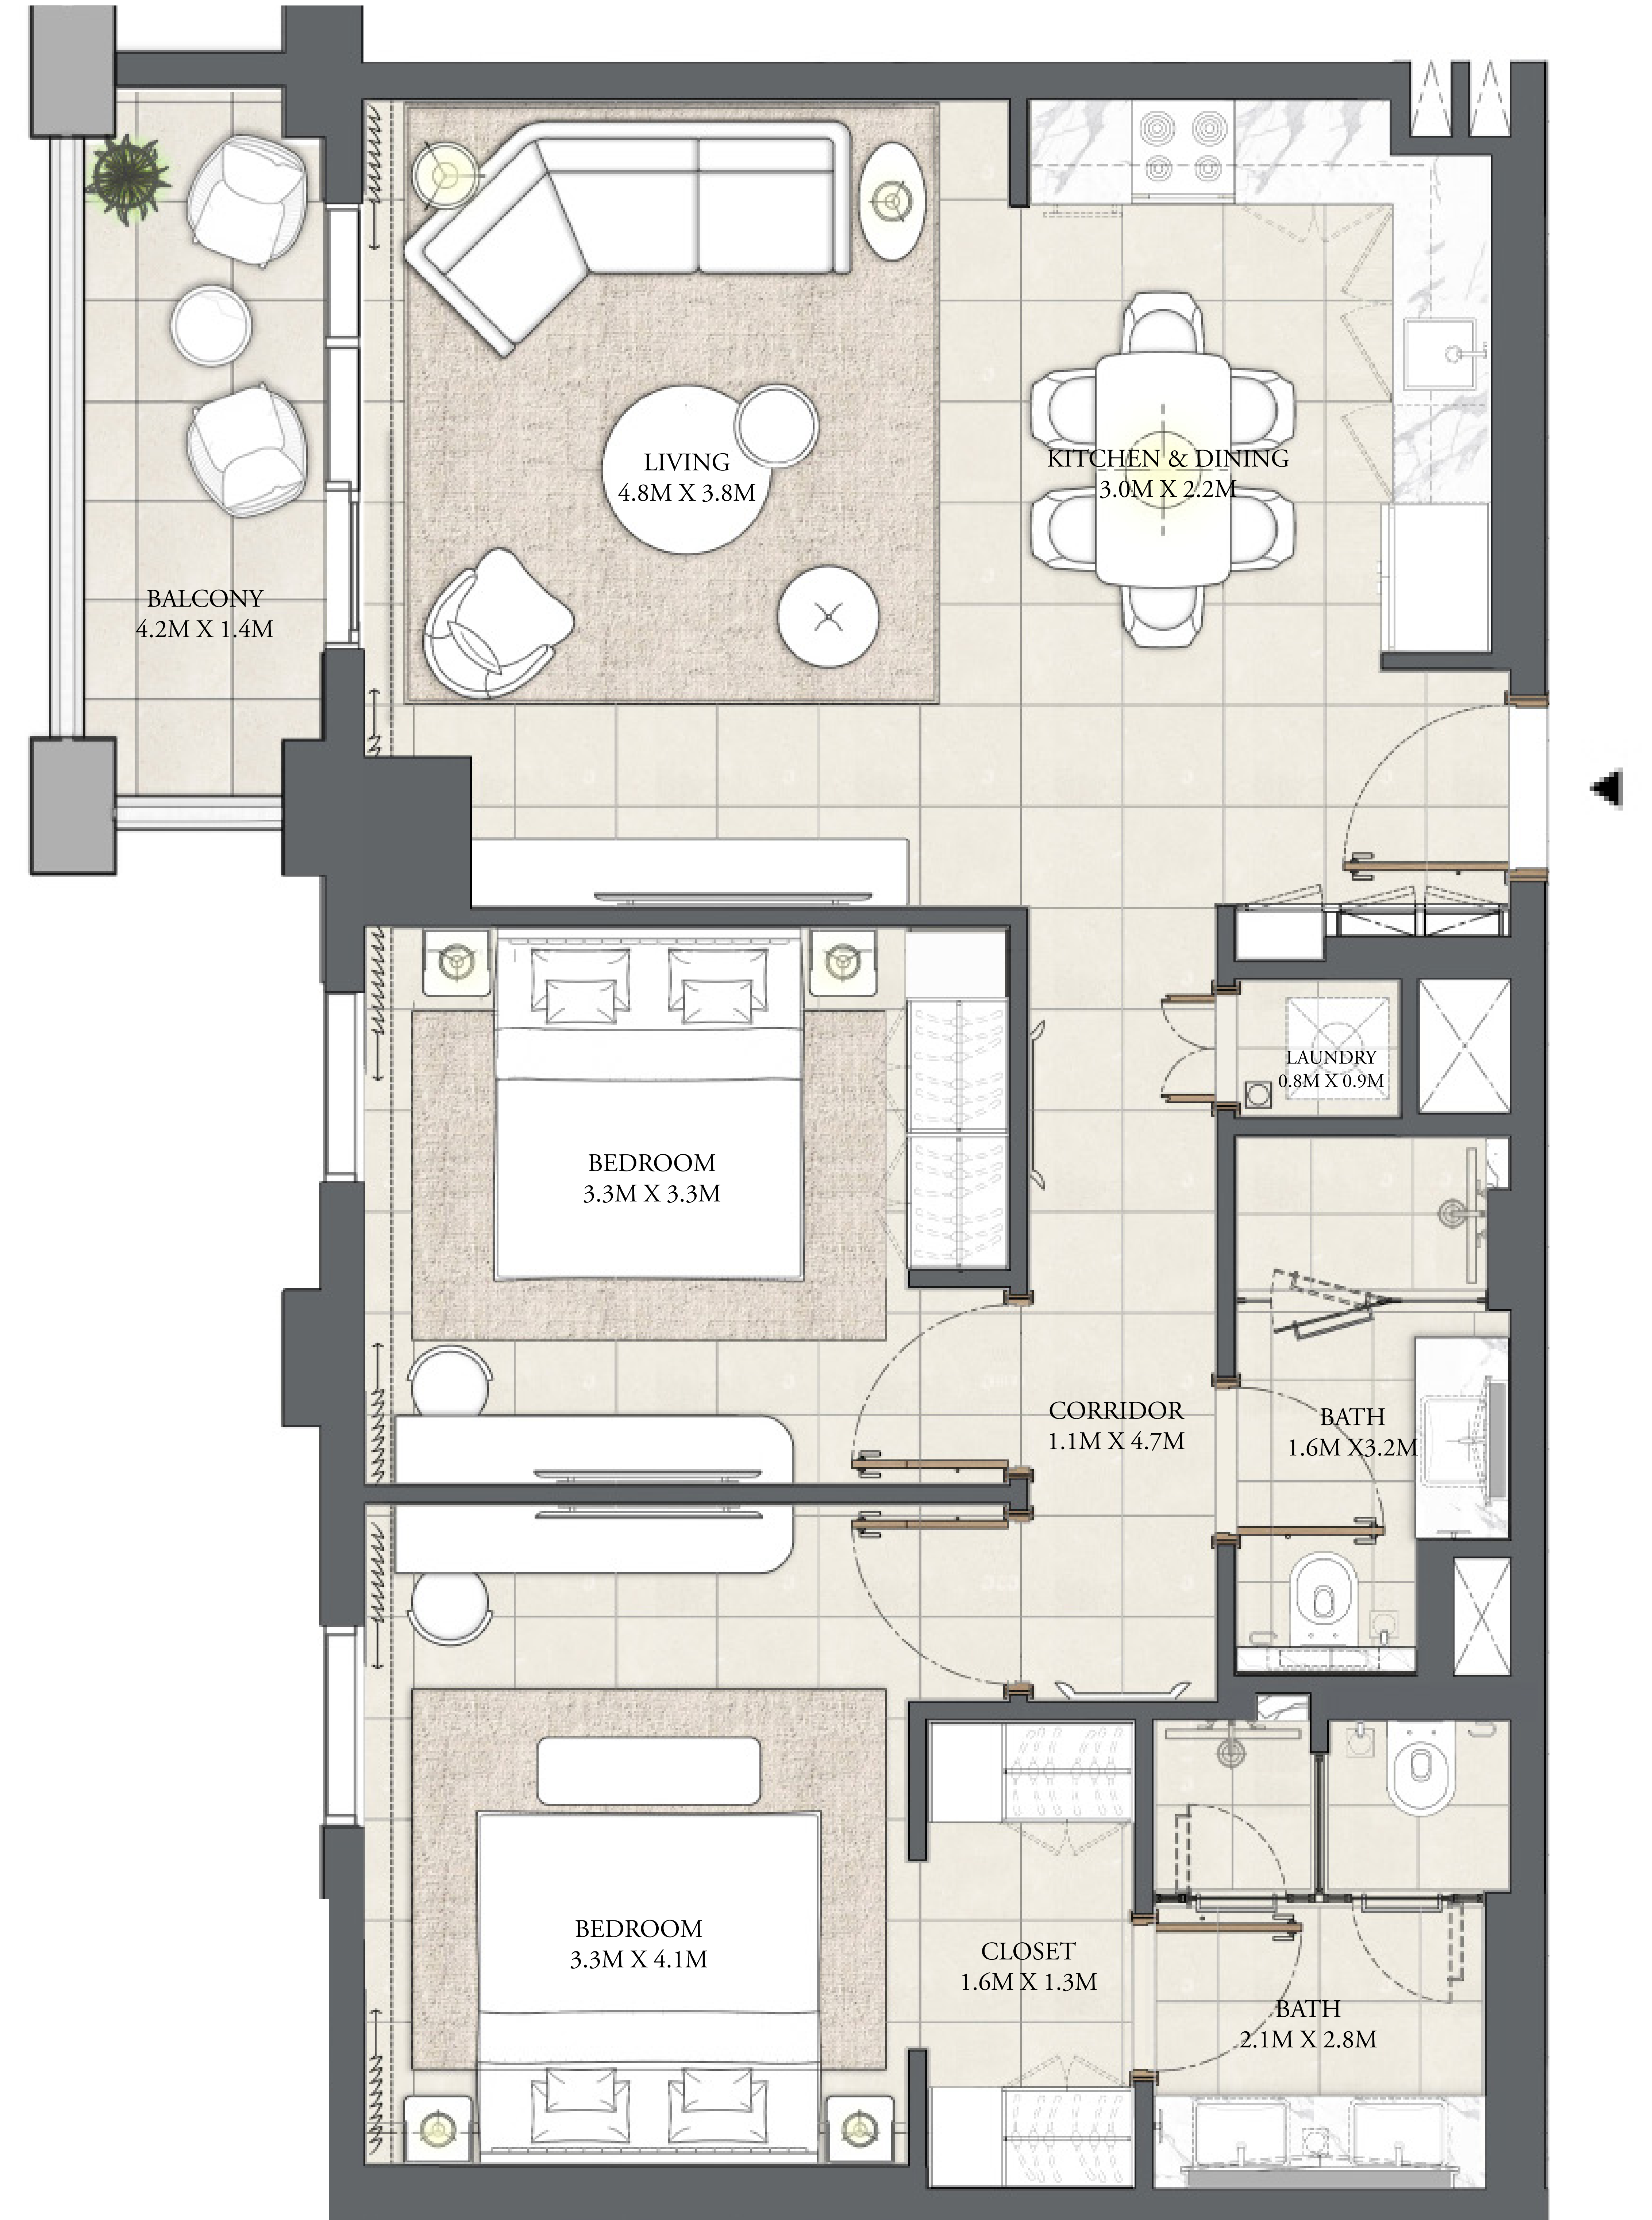 LIVING
4.8M X 3.8M
KITCHEN & DINING
3.0M X 2.2M
BALCONY
4.2M X 1.4M
LAUNDRY
0.8M X 0.9M
BEDROOM
3.3M X 3.3M
CORRIDOR
1.1M X 4.7M
BATH
1.6M X3.2M
BEDROOM
3.3M X 4.1M
CLOSET
1.6M X 1.3M
BATH
2.1M X 2.8M